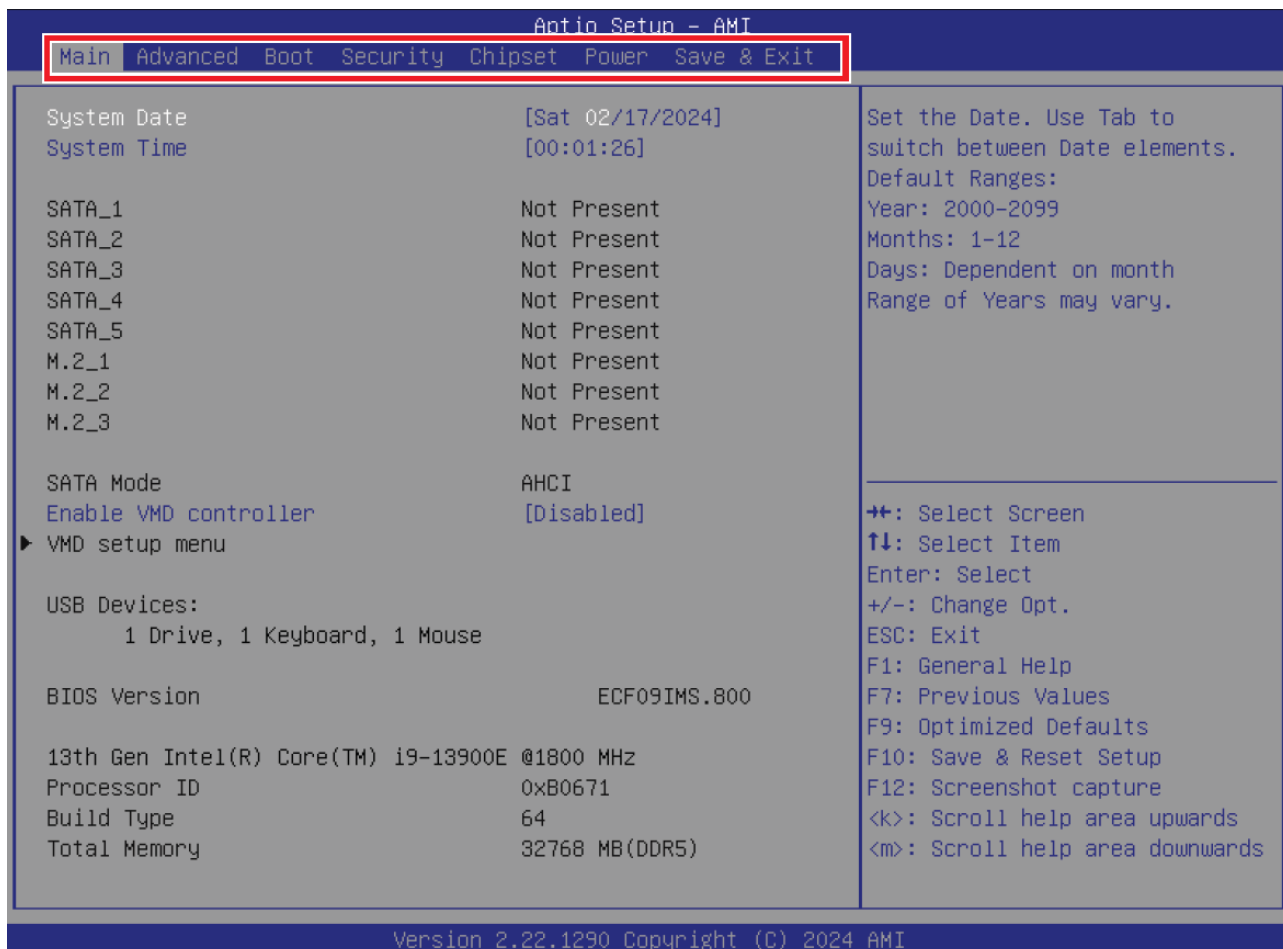 Aptio Setup - AMI
Main Advanced Boot Security Chipset Power Save & Exit
System Date [Sat 02/17/2024]
System Time [00:01:26]
SATA_1 Not Present
SATA_2 Not Present
SATA_3 Not Present
SATA_4 Not Present
SATA_5 Not Present
M.2_1 Not Present
M.2_2 Not Present
M.2_3 Not Present
SATA Mode AHCI
Enable VMD controller [Disabled]
VMD setup menu
USB Devices:
1 Drive, 1 Keyboard, 1 Mouse
BIOS Version ECF09IMS.800
13th Gen Intel(R) Core(TM) i9-13900E @1800 MHz
Processor ID 0xB0671
Build Type 64
Total Memory 32768 MB(DDR5)
Set the Date. Use Tab to
switch between Date elements.
Default Ranges:
Year: 2000-2099
Months: 1-12
Days: Dependent on month
Range of Years may vary.
→←: Select Screen
↑↓: Select Item
Enter: Select
+/-: Change Opt.
ESC: Exit
F1: General Help
F7: Previous Values
F9: Optimized Defaults
F10: Save & Reset Setup
F12: Screenshot capture
<k>: Scroll help area upwards
<m>: Scroll help area downwards
Version 2.22.1290 Copyright (C) 2024 AMI